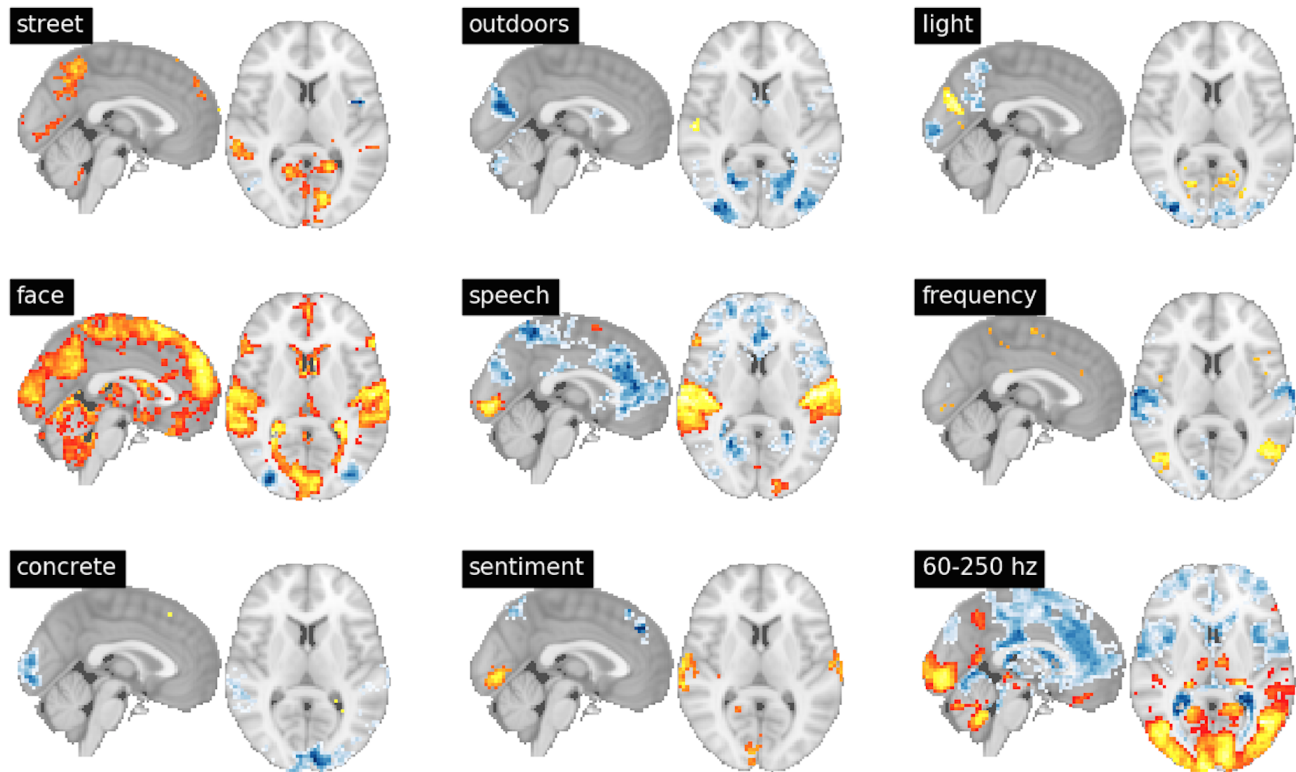 street
outdoors
light
face
speech
frequency
concrete
sentiment
60-250 hz